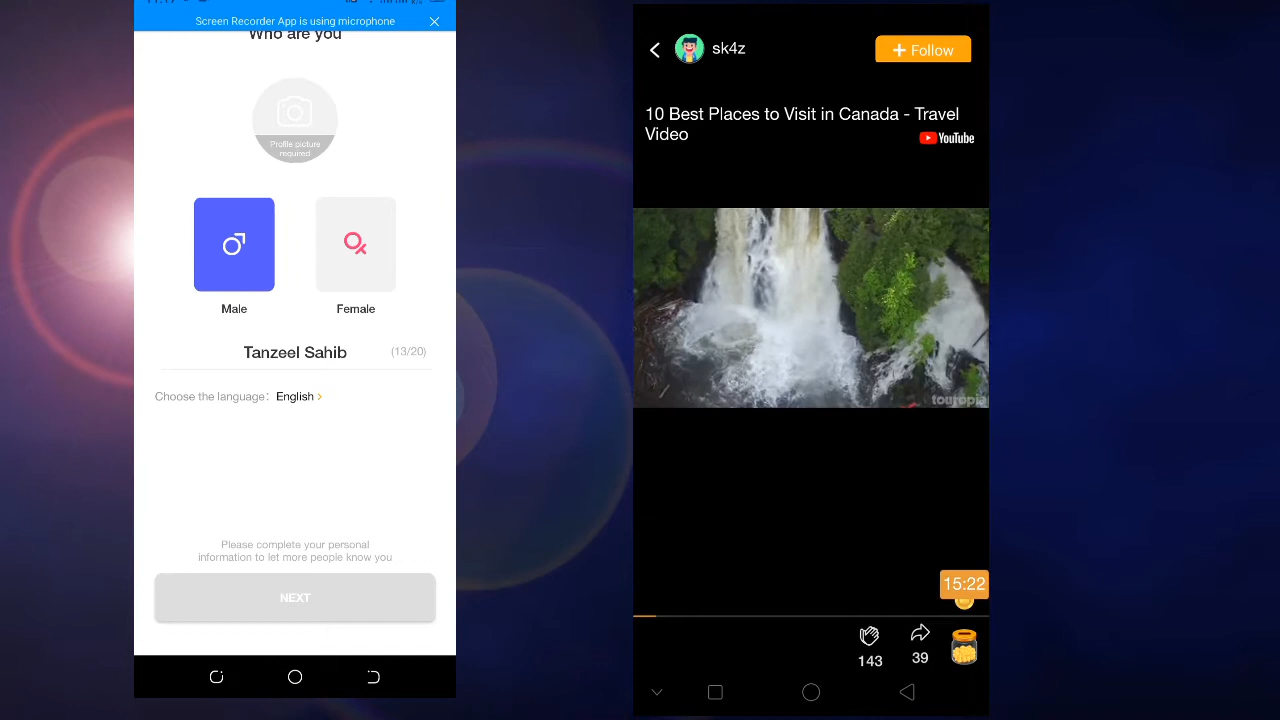 Screen Recorder App is using microphone
Who are you
Profile picture
required
Male
Female
Tanzeel Sahib
(13/20)
Choose the language: English
Please complete your personal
information to let more people know you
NEXT
sk4z
+ Follow
10 Best Places to Visit in Canada - Travel
Video
YouTube
touropia
15:22
143
39